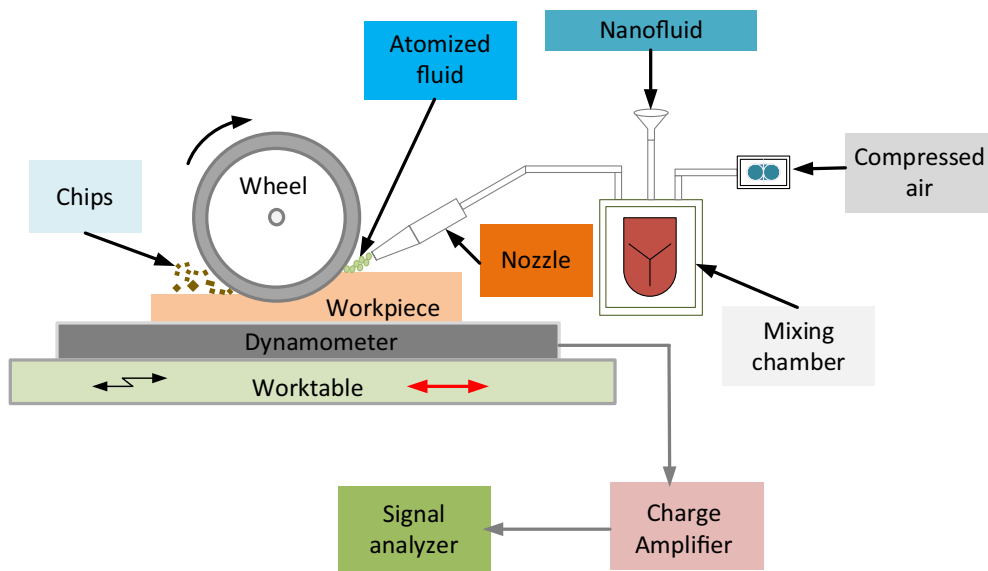 Nanofluid
Atomized
fluid
Compressed
air
Chips
Wheel
Nozzle
Workpiece
Mixing
chamber
Dynamometer
Worktable
Signal
analyzer
Charge
Amplifier